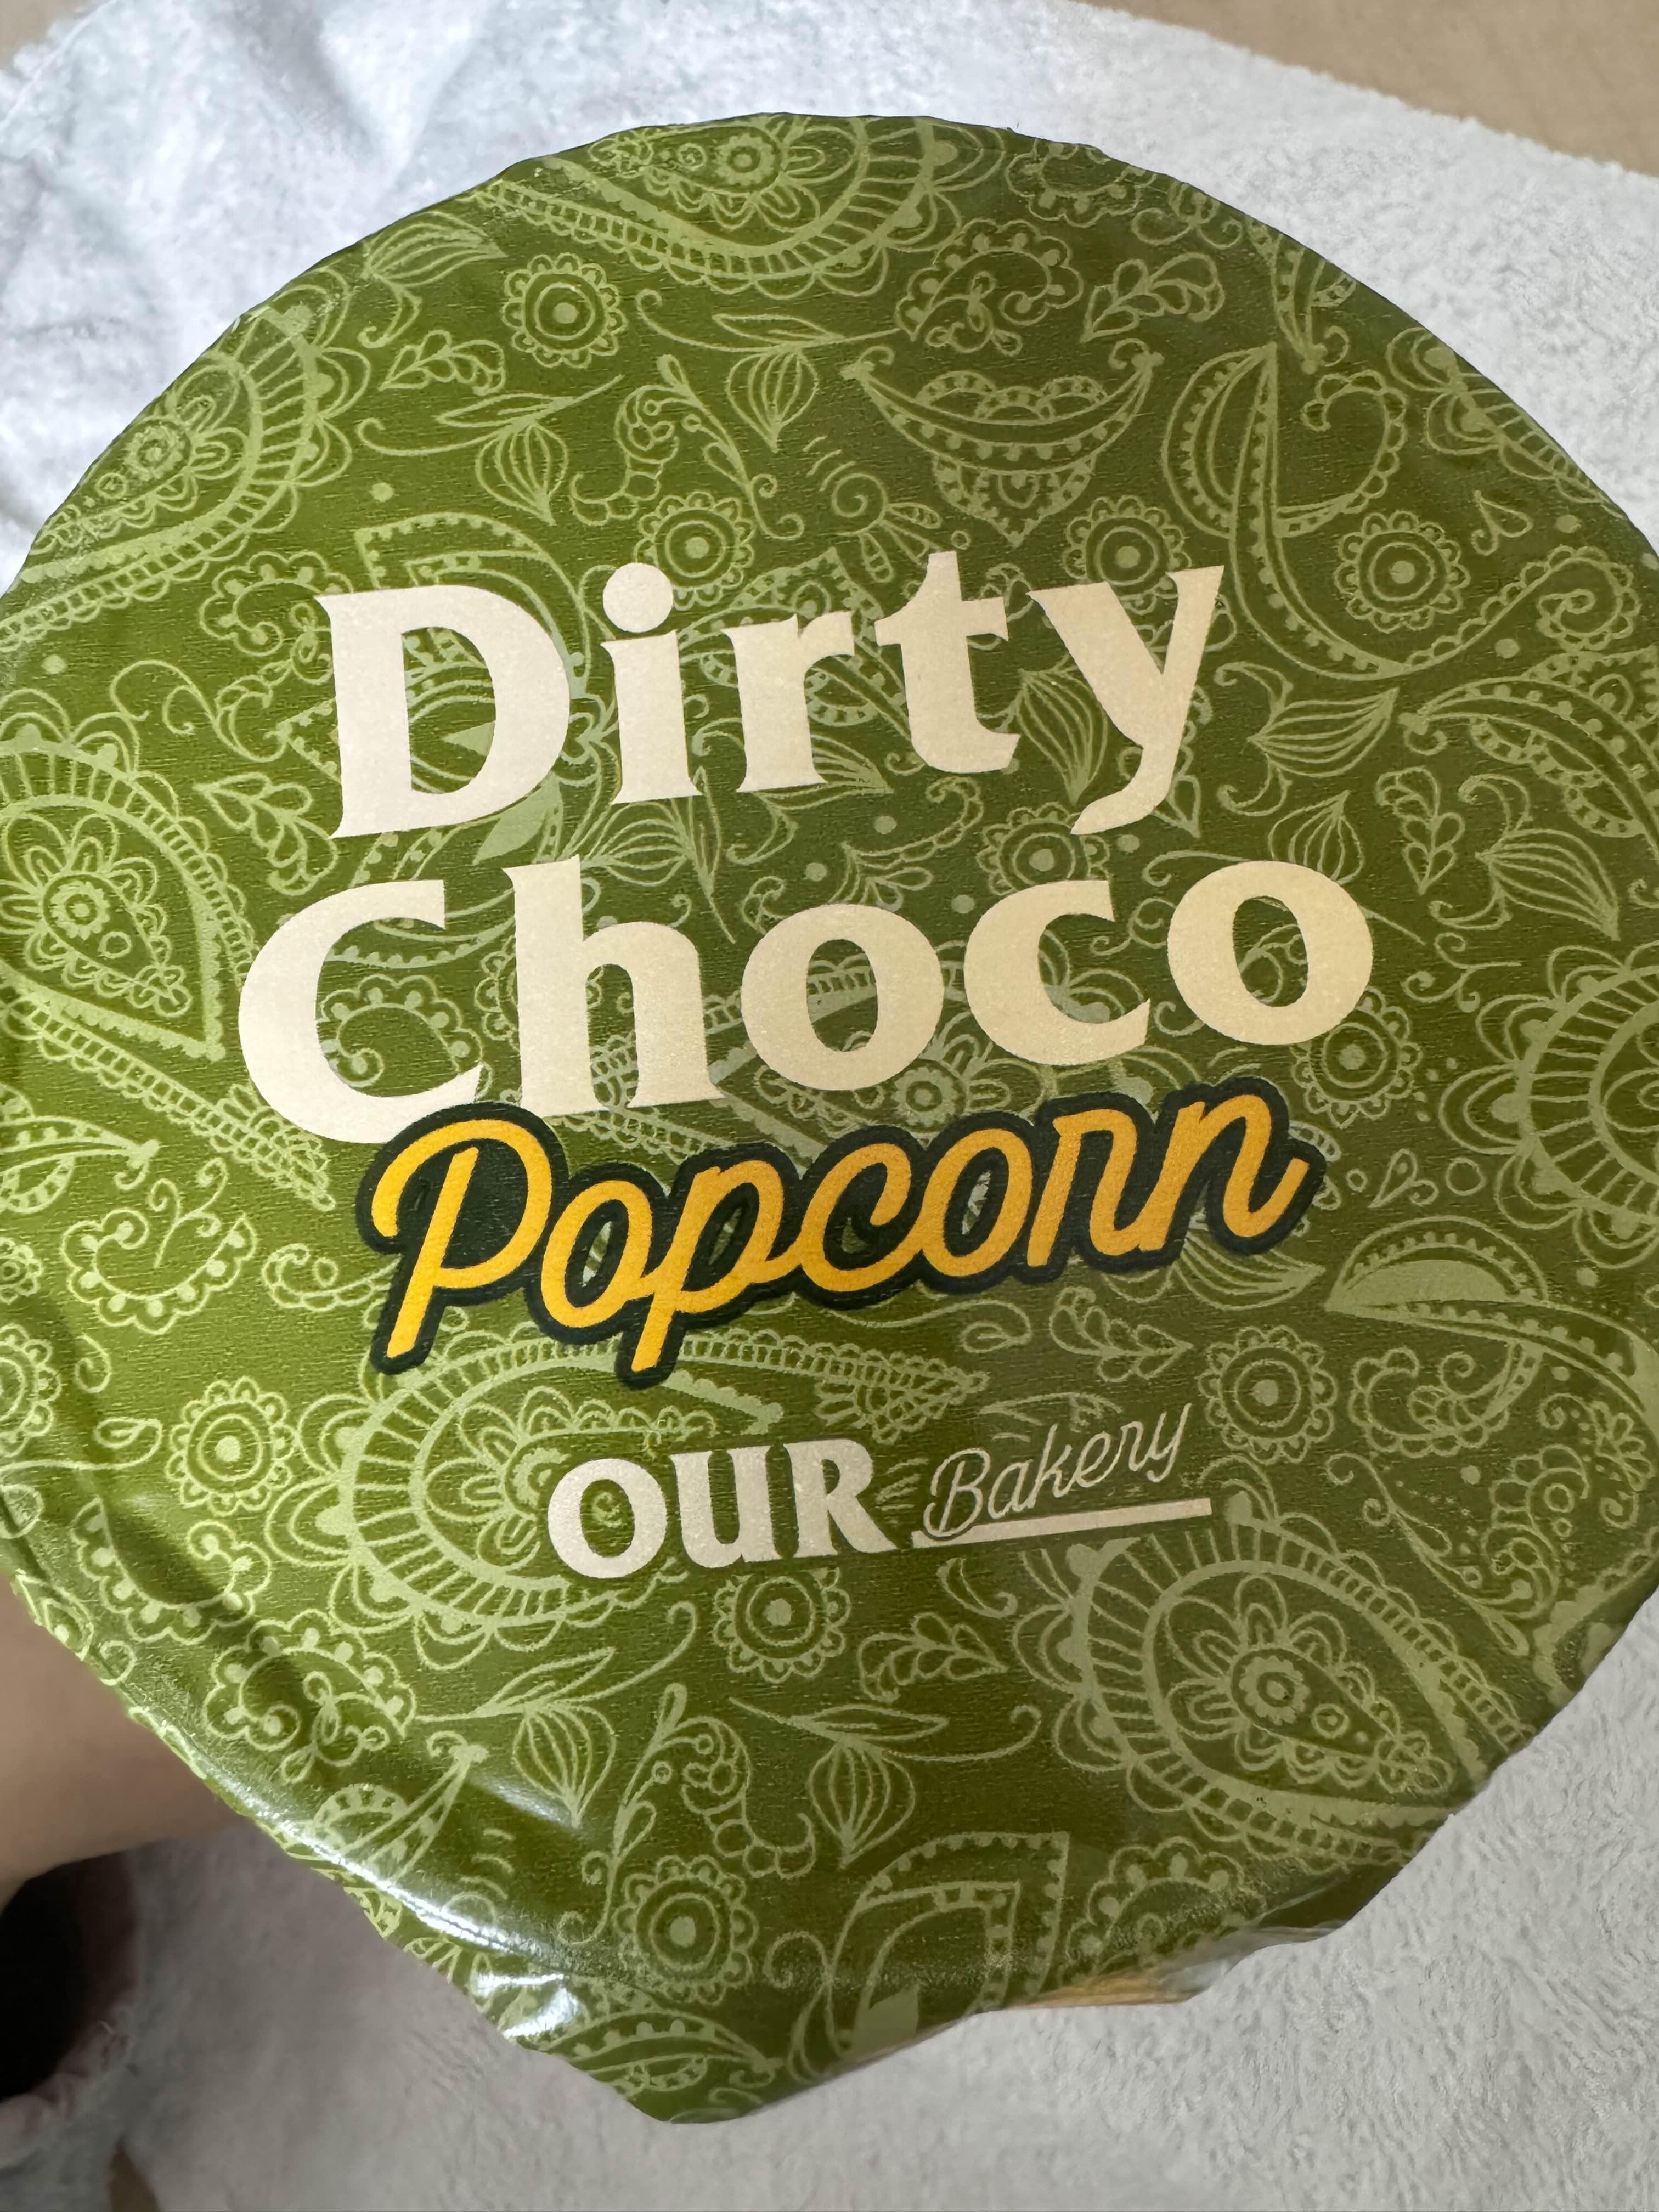 Dirty
Choco
Popcorn
OUR Bakery